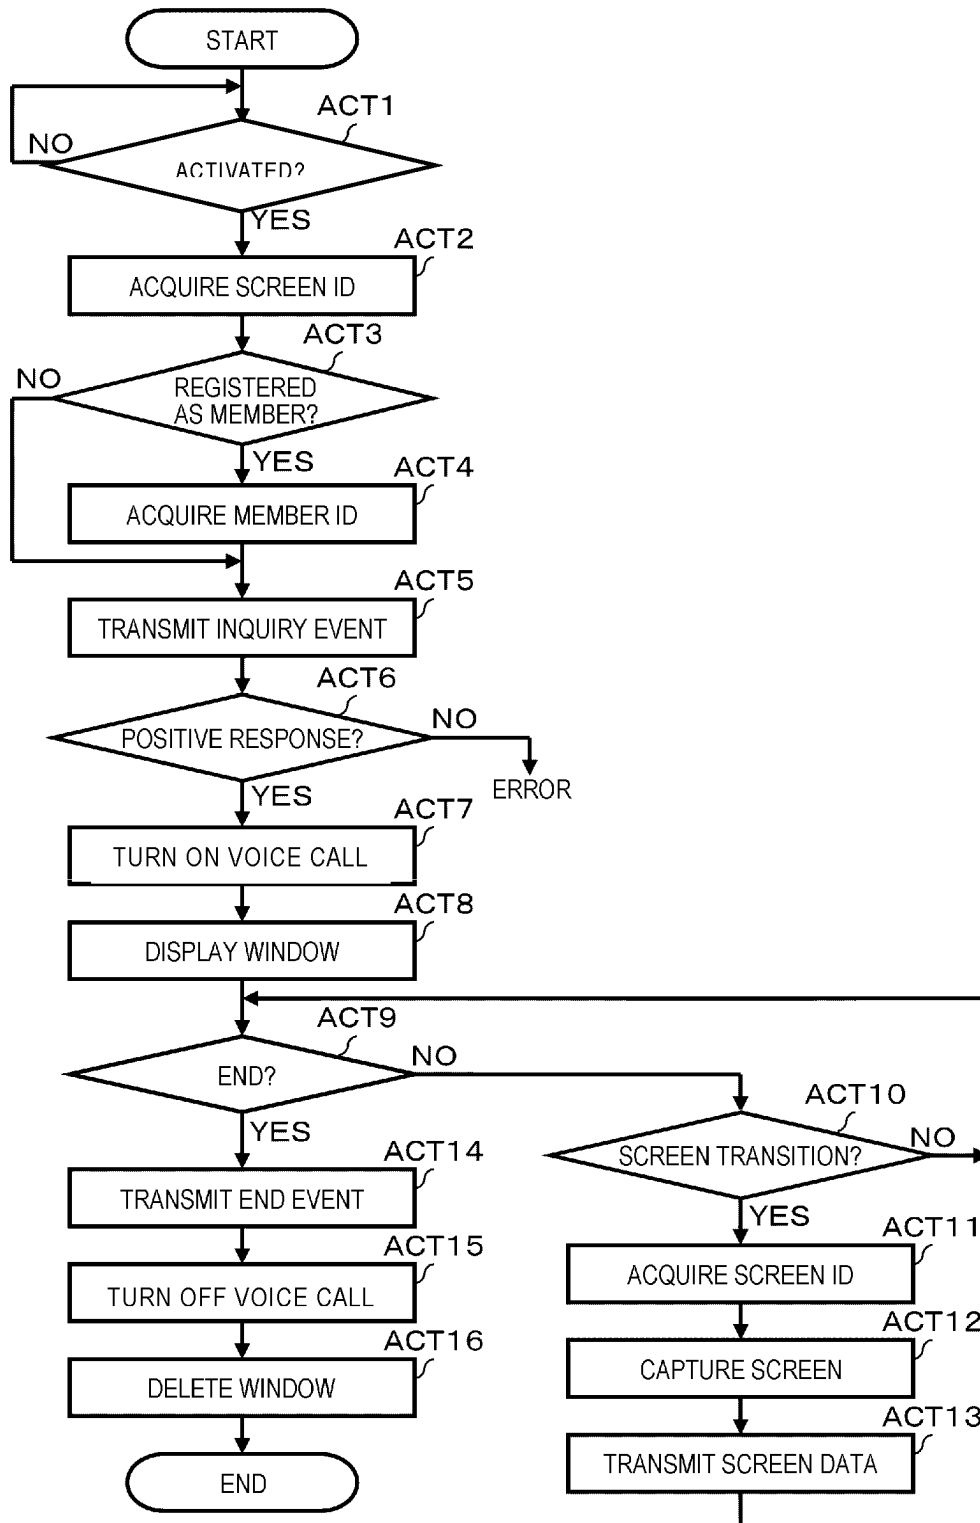 START
ACT1
NO
ACTIVATED?
YES
ACT2
ACQUIRE SCREEN ID
ACT3
NO
REGISTERED
AS MEMBER?
YES
ACT4
ACQUIRE MEMBER ID
ACT5
TRANSMIT INQUIRY EVENT
ACT6
POSITIVE RESPONSE?
NO
ERROR
YES
ACT7
TURN ON VOICE CALL
ACT8
DISPLAY WINDOW
ACT9
END?
NO
YES
ACT10
SCREEN TRANSITION?
NO
YES
ACT11
ACQUIRE SCREEN ID
ACT12
CAPTURE SCREEN
ACT13
TRANSMIT SCREEN DATA
ACT14
TRANSMIT END EVENT
ACT15
TURN OFF VOICE CALL
ACT16
DELETE WINDOW
END